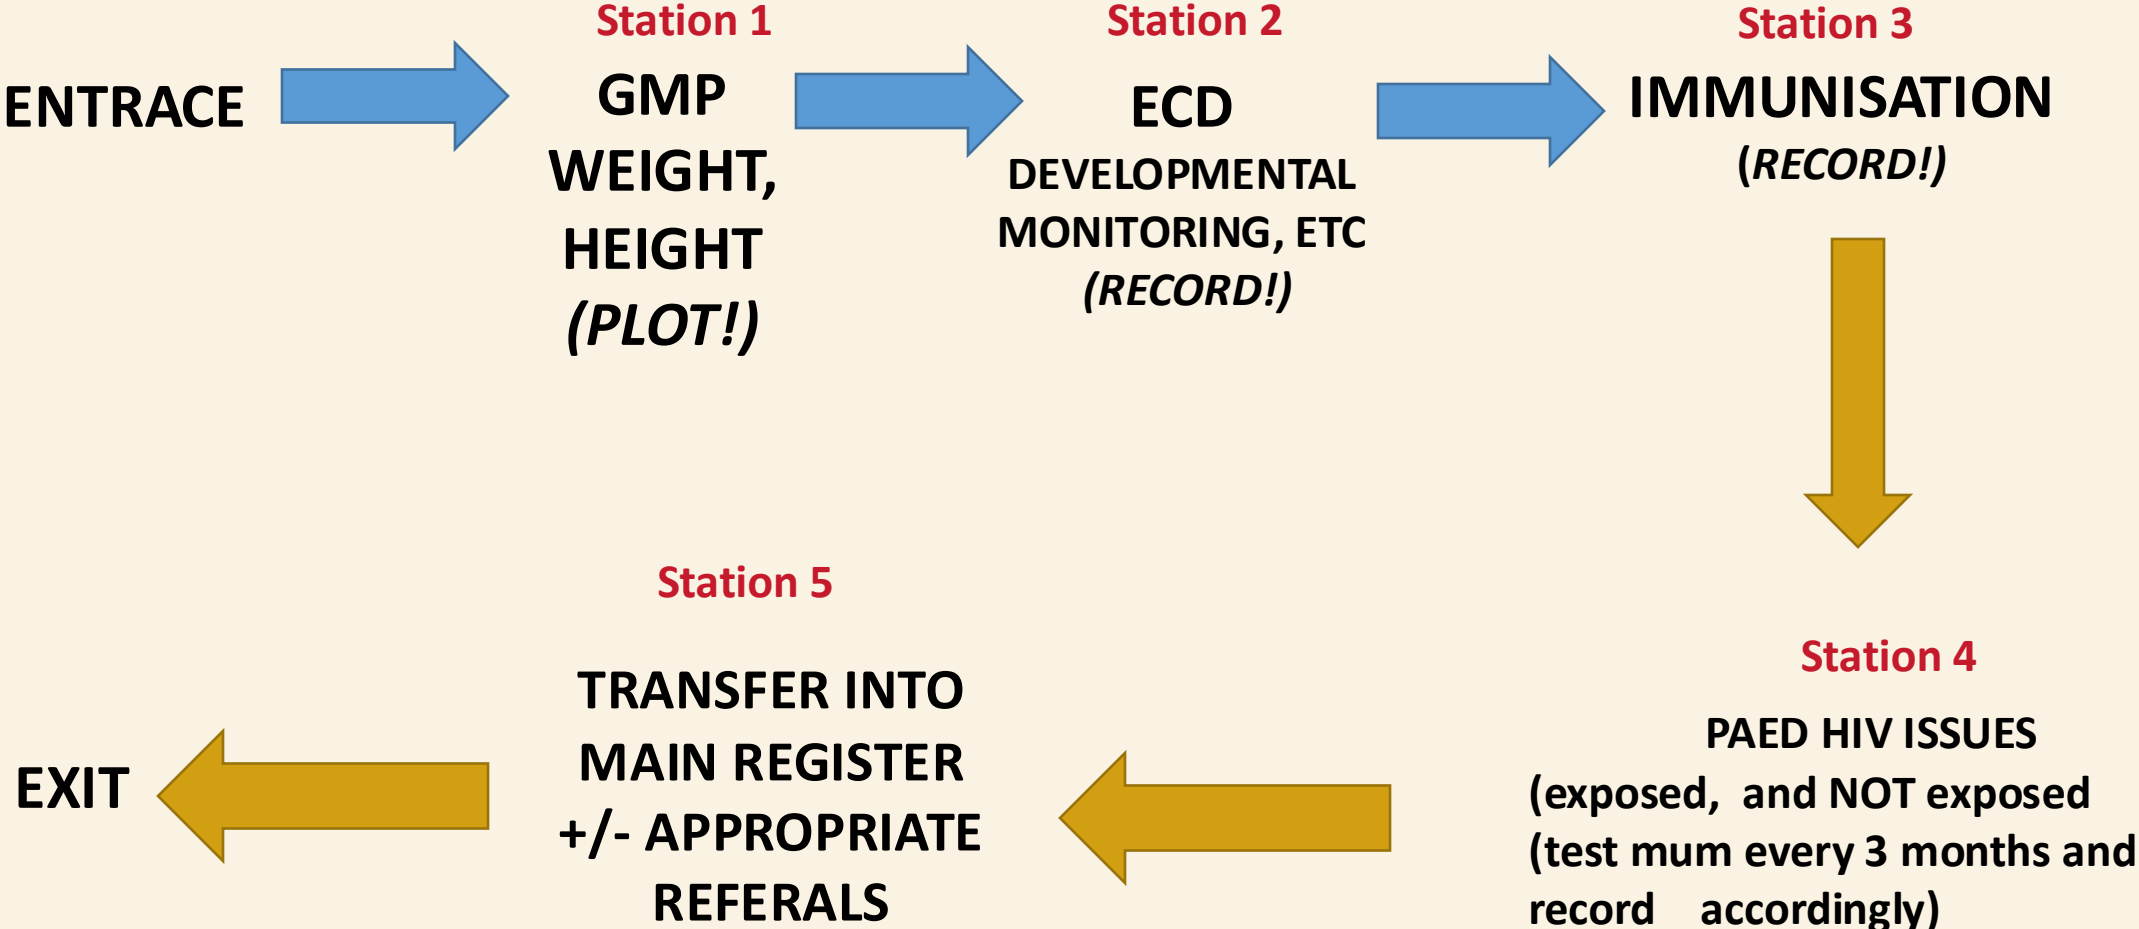 ENTRACE
Station 1
GMP
WEIGHT,
HEIGHT
(PLOT!)
Station 2
ECD
DEVELOPMENTAL
MONITORING, ETC
(RECORD!)
Station 3
IMMUNISATION
(RECORD!)
Station 4
PAED HIV ISSUES
(exposed, and NOT exposed
(test mum every 3 months and
record accordingly)
Station 5
TRANSFER INTO
MAIN REGISTER
+/- APPROPRIATE
REFERALS
EXIT